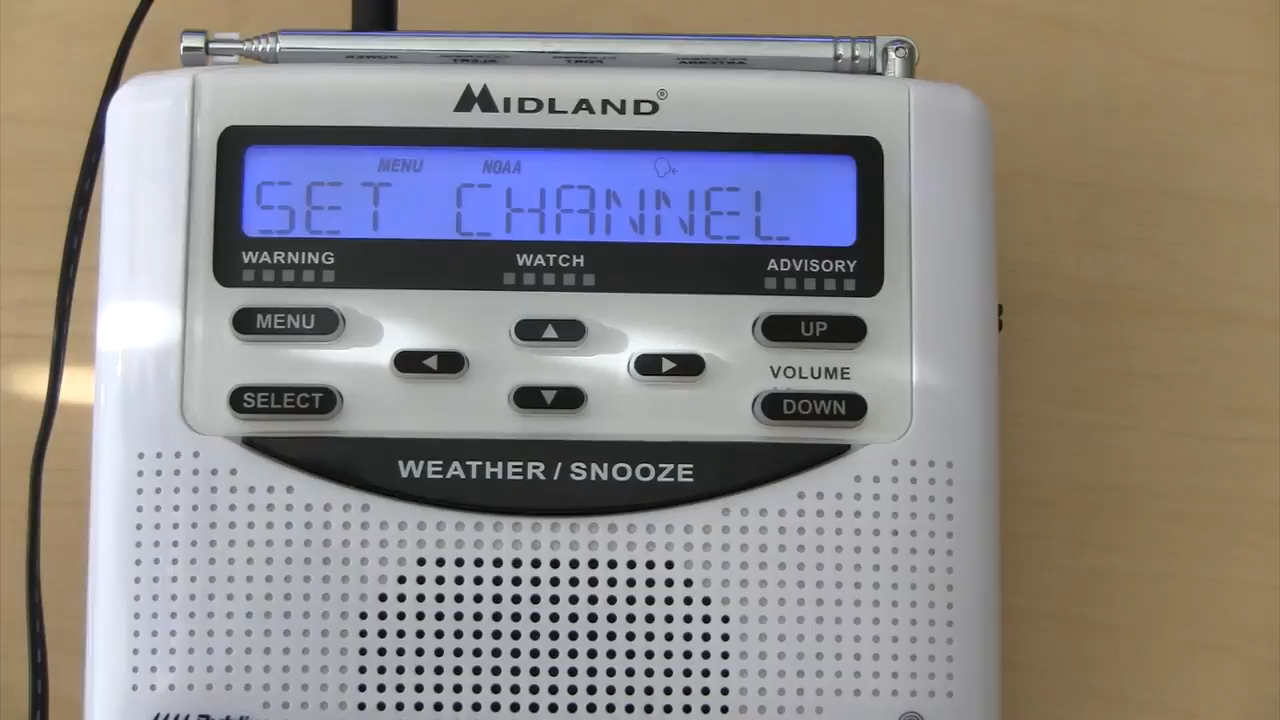 MIDLAND®
MENU NOAA
SET CHANNEL
WARNING WATCH ADVISORY
MENU ▲ UP
◀ ▶ VOLUME
SELECT ▼ DOWN
WEATHER / SNOOZE